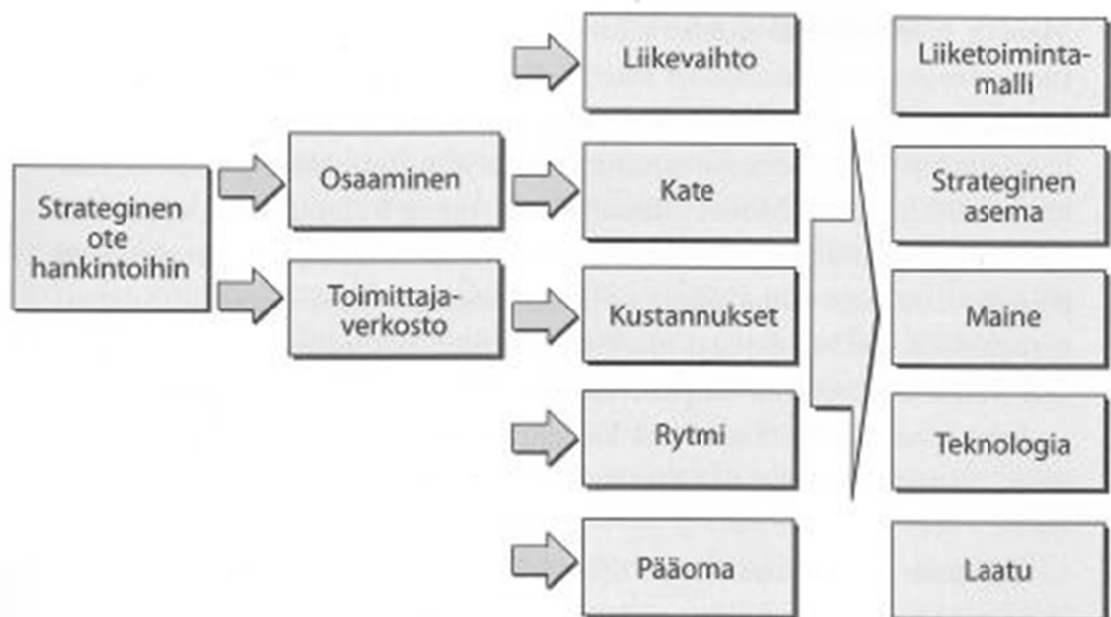 Strateginen
ote
hankintoihin
Osaaminen
Toimittaja-
verkosto
Liikevaihto
Kate
Kustannukset
Rytmi
Pääoma
Liiketoiminta-
malli
Strateginen
asema
Maine
Teknologia
Laatu